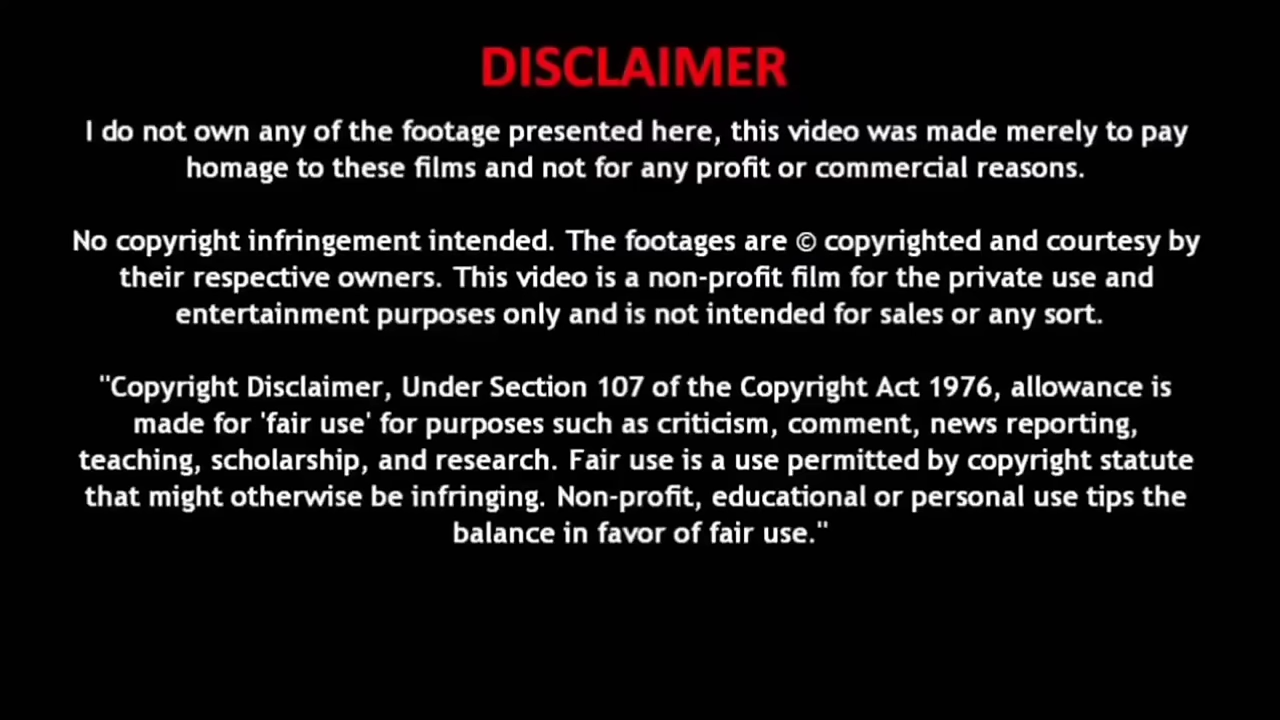 DISCLAIMER
I do not own any of the footage presented here, this video was made merely to pay
homage to these films and not for any profit or commercial reasons.
No copyright infringement intended. The footages are © copyrighted and courtesy by
their respective owners. This video is a non-profit film for the private use and
entertainment purposes only and is not intended for sales or any sort.
"Copyright Disclaimer, Under Section 107 of the Copyright Act 1976, allowance is
made for 'fair use' for purposes such as criticism, comment, news reporting,
teaching, scholarship, and research. Fair use is a use permitted by copyright statute
that might otherwise be infringing. Non-profit, educational or personal use tips the
balance in favor of fair use."